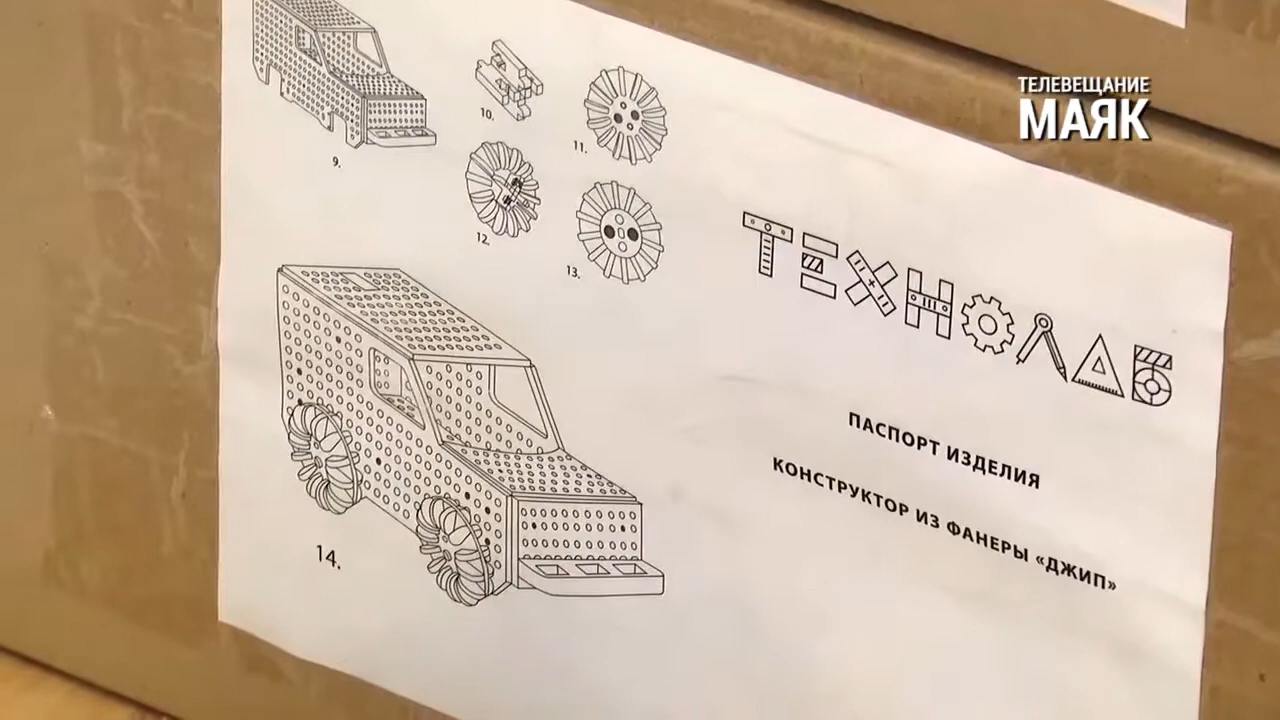 ТЕЛЕВЕЩАНИЕ
МАЯК
9.
10.
11.
12.
13.
14.
ТЕХНОЛАБ
ПАСПОРТ ИЗДЕЛИЯ
КОНСТРУКТОР ИЗ ФАНЕРЫ «ДЖИП»